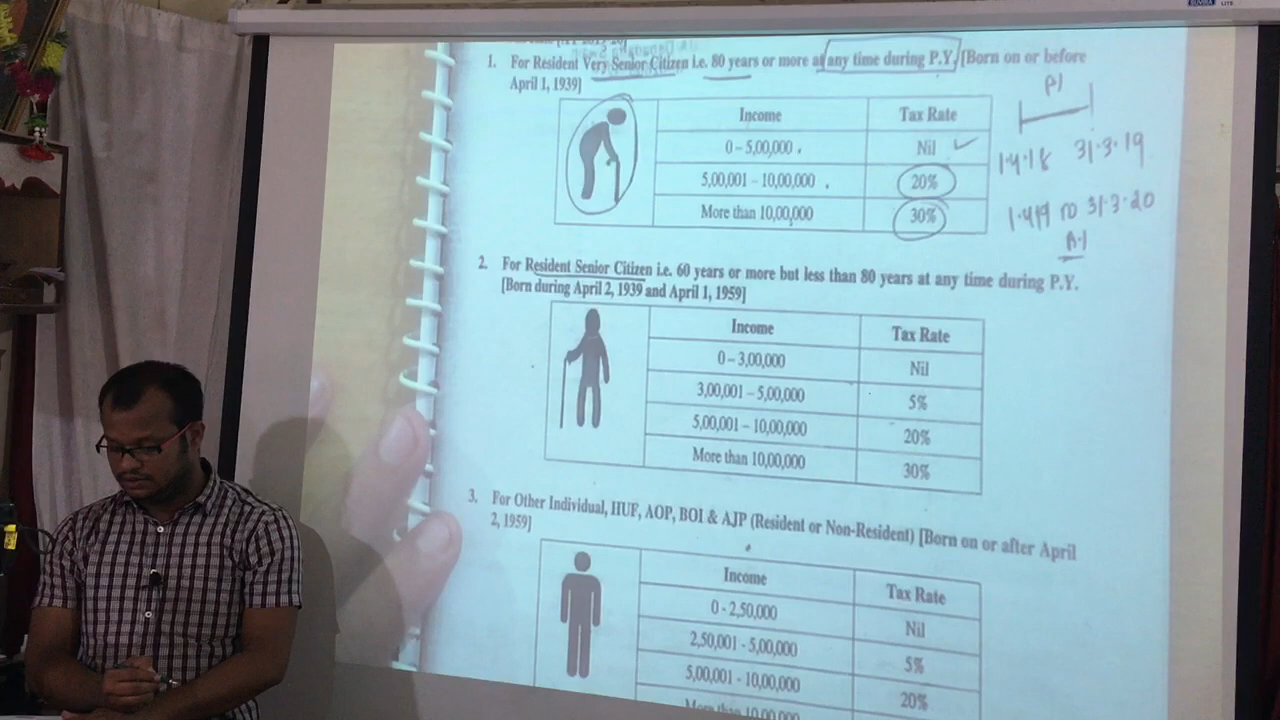 LITE
1. For Resident Very Senior Citizen i.e. 80 years or more at any time during P.Y. [Born on or before
April 1, 1939]
Income Tax Rate
0 – 5,00,000 Nil
5,00,001 – 10,00,000 20%
More than 10,00,000 30%
1.4.18 31.3.19
1.4.19 to 31.3.20
2. For Resident Senior Citizen i.e. 60 years or more but less than 80 years at any time during P.Y.
[Born during April 2, 1939 and April 1, 1959]
Income Tax Rate
0 – 3,00,000 Nil
3,00,001 – 5,00,000 5%
5,00,001 – 10,00,000 20%
More than 10,00,000 30%
3. For Other Individual, HUF, AOP, BOI & AJP (Resident or Non-Resident) [Born on or after April
2, 1959]
Income Tax Rate
0 - 2,50,000 Nil
2,50,001 - 5,00,000 5%
5,00,001 - 10,00,000 20%
More than 10,00,000